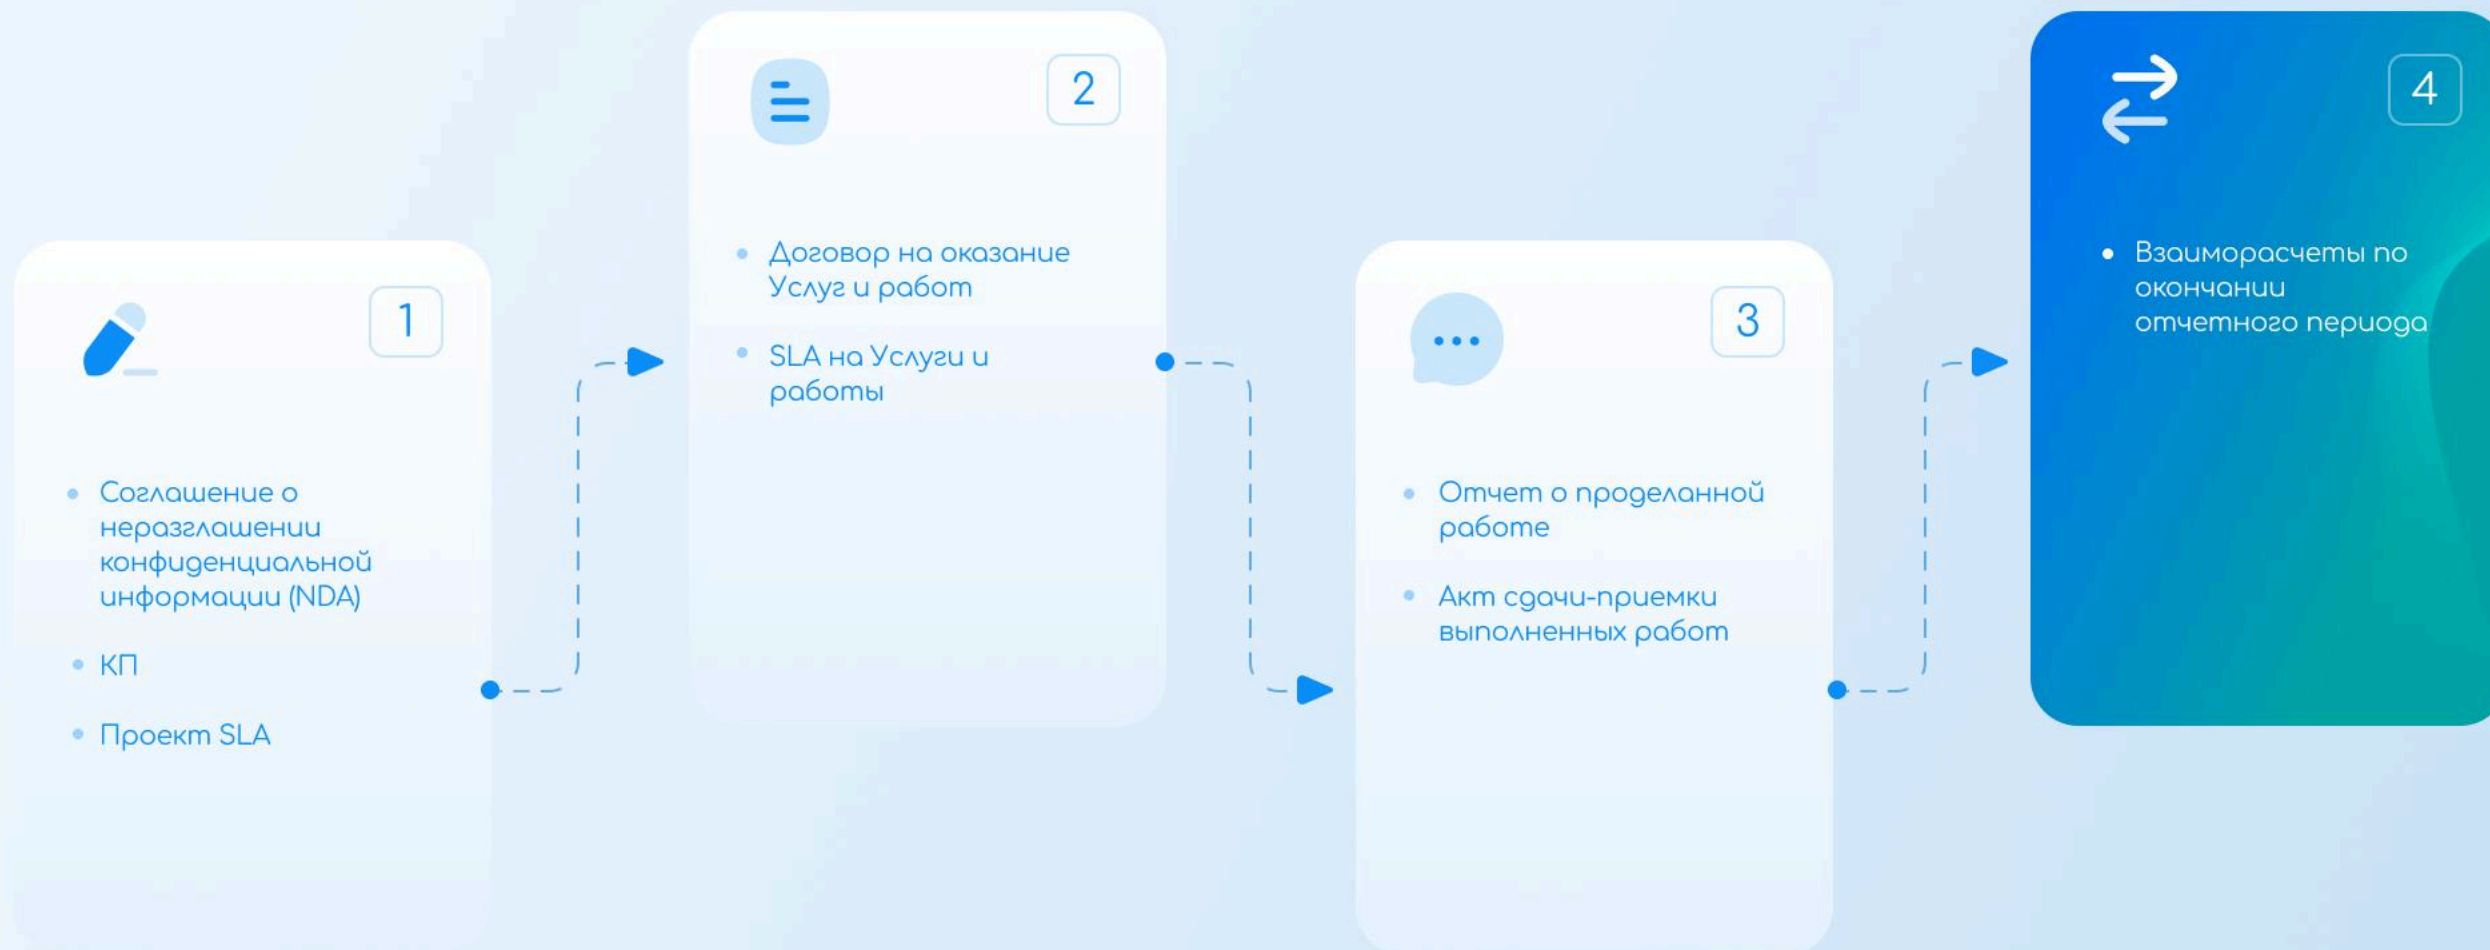 1
Соглашение о
неразглашении
конфиденциальной
информации (NDA)
КП
Проект SLA
2
Договор на оказание
Услуг и работ
SLA на Услуги и
работы
3
Отчет о проделанной
работе
Акт сдачи-приемки
выполненных работ
4
Взаиморасчеты по
окончании
отчетного периода